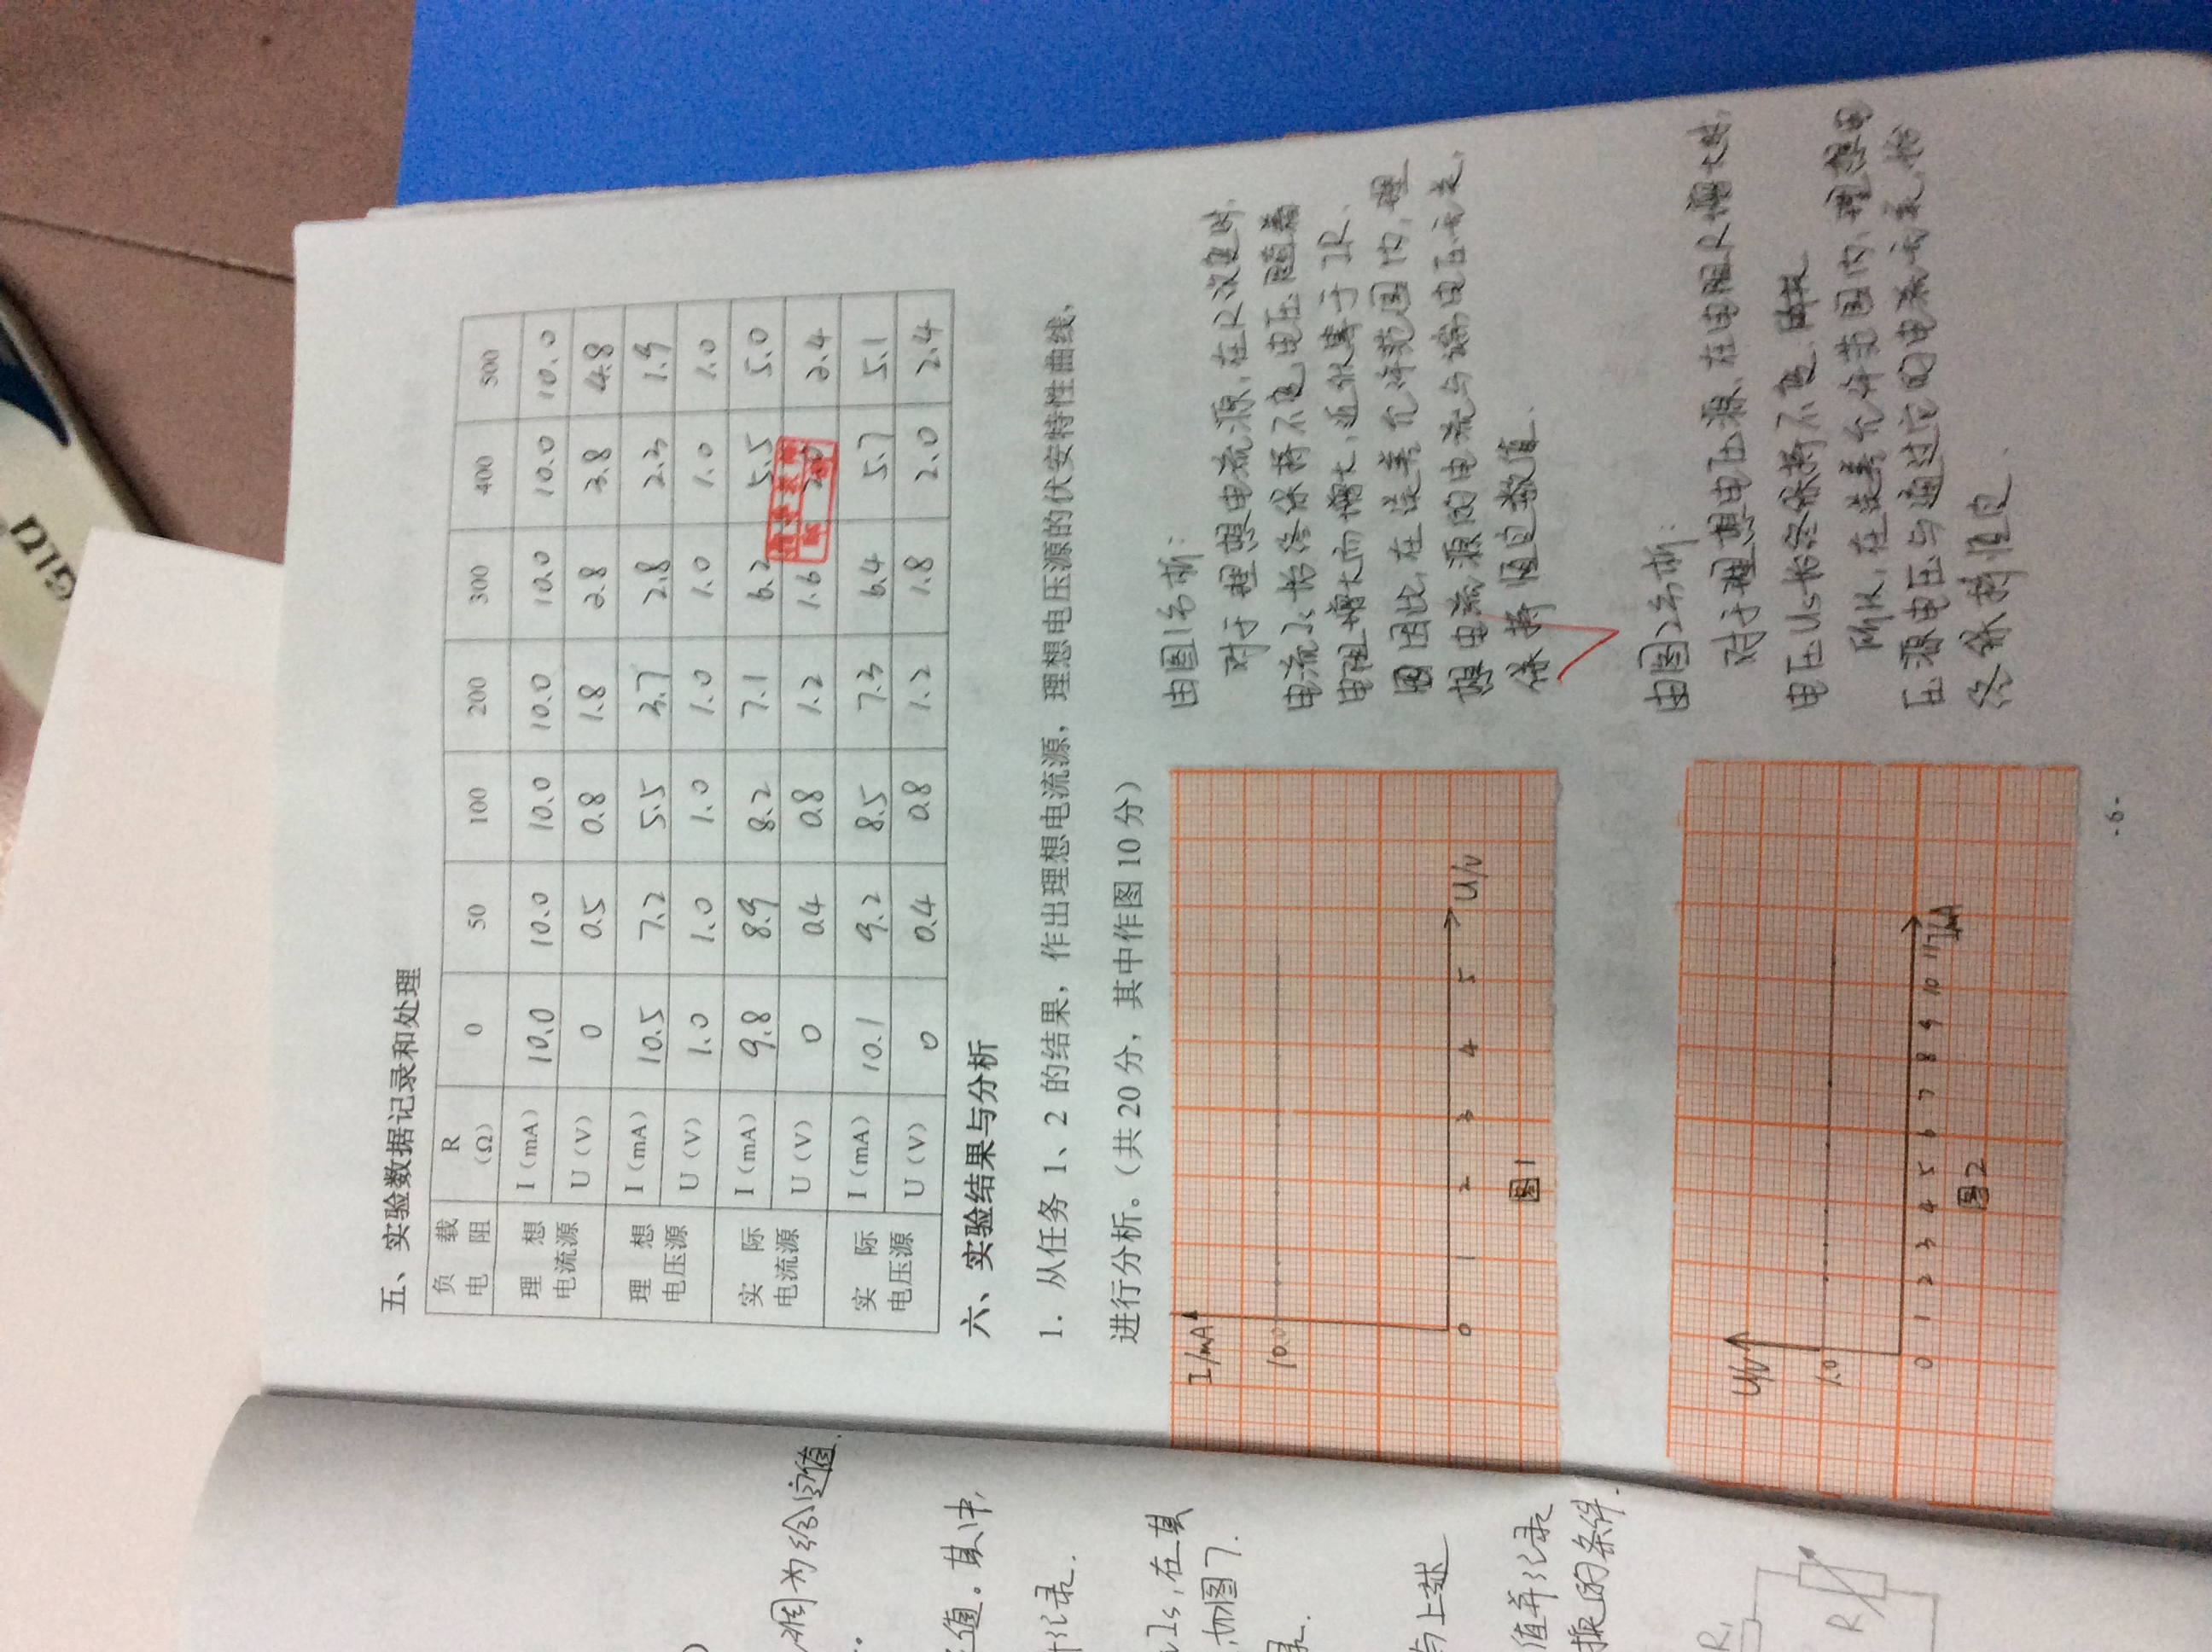 GLU
调为给定值.
值。其中,
记录.
Is,在其
,如图7.
录.
与上述
值并记录
换的条件.
R₁
R
五、实验数据记录和处理
负载电阻 R（Ω） 0 50 100 200 300 400 500
理想电流源 I（mA） 10.0 10.0 10.0 10.0 10.0 10.0 10.0
U（V） 0 0.5 0.8 1.8 2.8 3.8 4.8
理想电压源 I（mA） 10.5 7.2 5.5 3.7 2.8 2.3 1.9
U（V） 1.0 1.0 1.0 1.0 1.0 1.0 1.0
实际电流源 I（mA） 9.8 8.9 8.2 7.1 6.2 5.5 5.0
U（V） 0 0.4 0.8 1.2 1.6 2.0 2.4
实际电压源 I（mA） 10.1 9.2 8.5 7.3 6.4 5.7 5.1
U（V） 0 0.4 0.8 1.2 1.8 2.0 2.4
六、实验结果与分析
1. 从任务 1、2 的结果，作出理想电流源，理想电压源的伏安特性曲线，
进行分析。（共 20 分，其中作图 10 分）
I/mA
10.0
0 1 2 3 4 5 U/V
图1
由图1分析:
对于理想电流源,在R改变时,
电流Is始终保持不变,电压随着
电阻增大而增大,近似等于IR.
因此,在误差允许范围内,理
想电流源的电流与端电压无关,
保持恒定数值.
U/V
1.0
0 1 2 3 4 5 6 7 8 9 10 11 I/mA
图2
由图2分析:
对于理想电压源,在电阻R增大时,
电压Us始终保持不变.
所以,在误差允许范围内,理想电
压源电压与通过它的电流无关,始
终保持恒定.
- 6 -